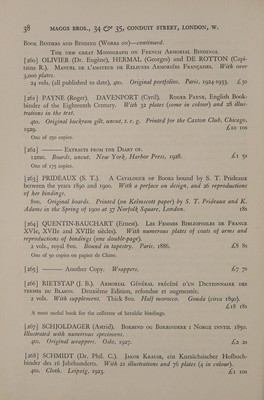 38 MAGGS BROS., 34 & 35, CONDUIT STREET, LONDON, W.
Book Binders and Binding (Works on)—continued.
The new great Monograph on French Armorial Bindings.
[260] OLIVIER (Dr. Eugène), HERMAL (Georges) and DE ROTTON (Capi-
taine R.). Manuel de l'amateur de Reliures Armoriées Françaises. With over
3,000 plates.
24 vols. (all published to date), 4to. Original portfolios. Paris, 1924-1933. £30
[261] PAYNE (Roger). DAVENPORT (Cyril). Roger Payne, English Book-
binder of the Eighteenth Century. With 32 plates (some in colour) and 28 illus-
trations in the text.
4to. Original buckram gilt, uncut, t. e. g. Printed for the Caxton Club, Chicago,
1929. £10 10s
One of 250 copies.
[262] ——— Extracts from the Diary of.
12mo. Boards, uncut. New York, Harbor Press, 1928. £1 5s
One of 175 copies.
[263] PRIDEAUX (S. T.). A Catalogue of Books bound by S. T. Prideaux
between the years 1890 and 1900. With a preface on design, and 26 reproductions
of her bindings.
8vo. Original boards. Printed (on Kelmscott paper) by S. T. Prideaux and K.
Adams in the Spring of 1900 at 37 Norfolk Square, London. 18s
[264] QUENTIN-BAUCHART (Ernest). Les Femmes Bibliophiles de France
XVIe, XVIIe and XVIIIe siècles). With numerous plates of coats of arms and
reproductions of bindings (one double-page).
2 vols., royal 8vo. Bound in tapestry. Paris, 1886. £8 8s
One of 50 copies on papier de Chine.
[265] ——— Another Copy. Wrappers. £7 7s
[266] RIETSTAP (J. B.). Armorial Général précédé d'un Dictionnaire des
termes du Blason. Deuxième Edition, refondue et augmentée.
2 vols. With supplement. Thick 8vo. Half morocco. Gouda (circa 1890).
£18 18s
A most useful book for the collector of heraldic bindings.
[267] SCHJOLDAGER (Astrid). Bokbind og Bokbindere i Norge inntil 1850.
Illustrated with numerous specimens.
4to. Original wrappers. Oslo, 1927. £2 2s
[268] SCHMIDT (Dr. Phil. C.). Jakob Krause, ein Kursächsischer Hofbuch-
binder des 16 Jahrhunderts. With 21 illustrations and 76 plates (4 in colour).
4to. Cloth. Leipzig, 1923. £1 10s